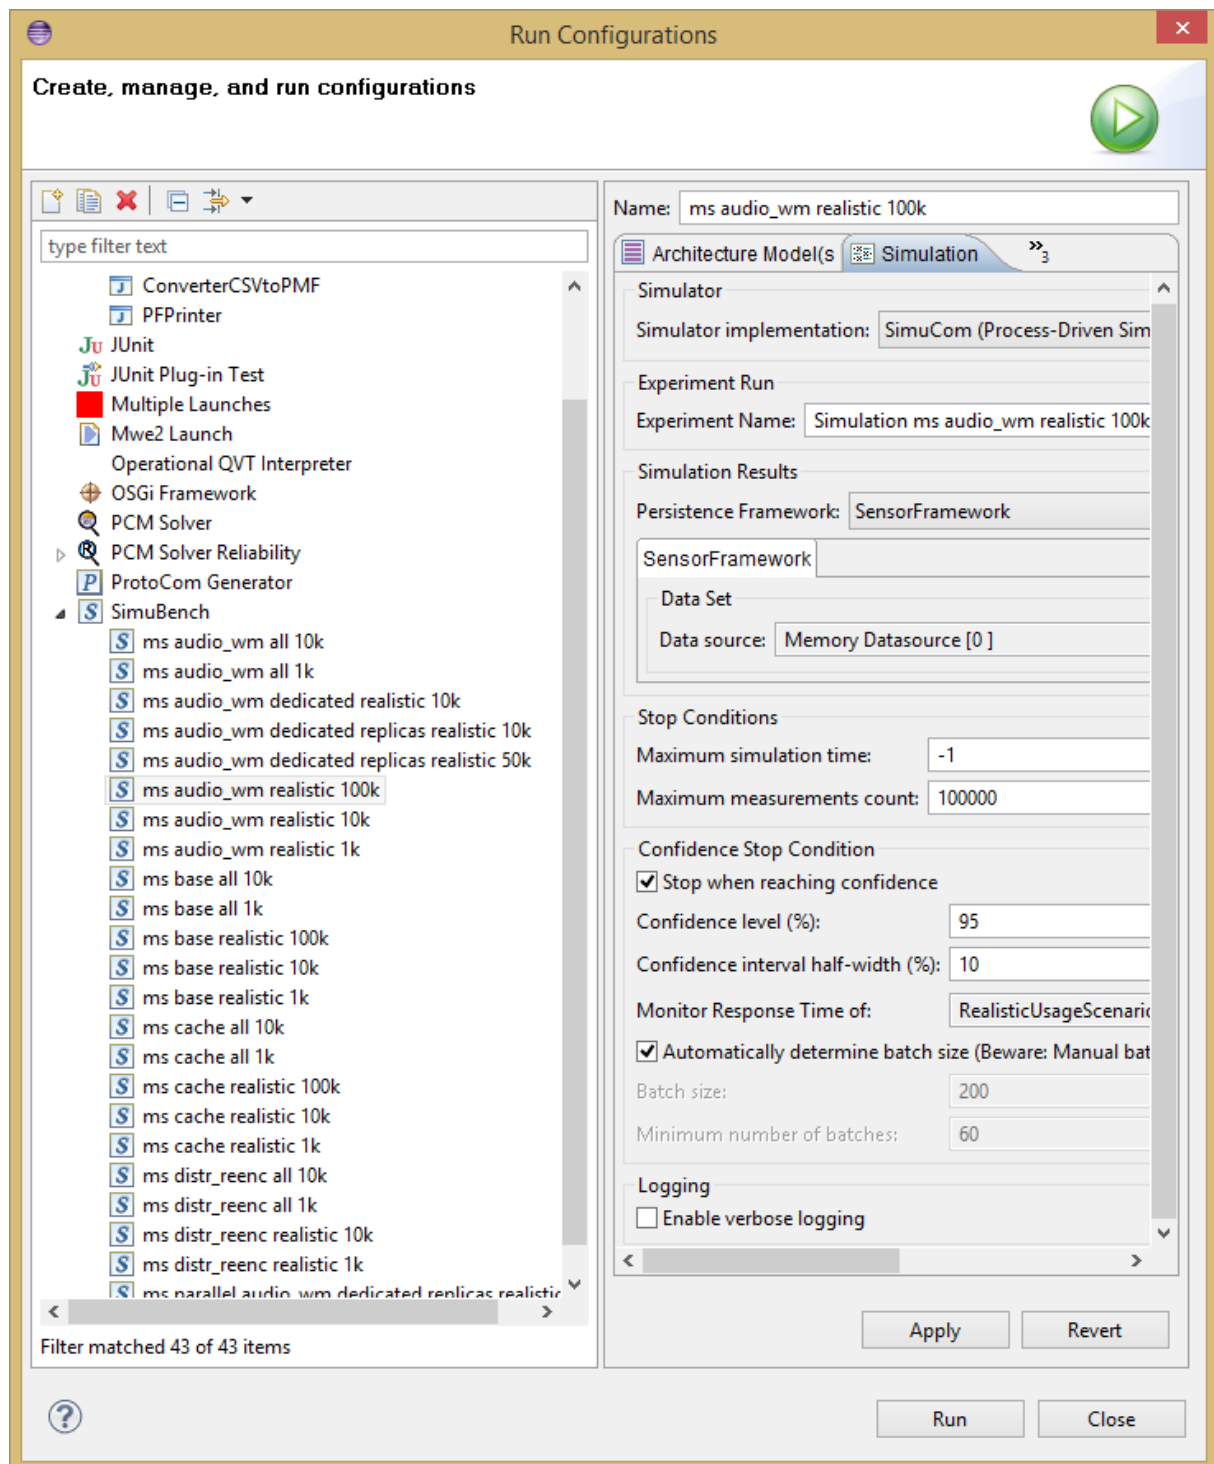 Run Configurations
Create, manage, and run configurations
type filter text
ConverterCSVtoPMF
PFPrinter
JUnit
JUnit Plug-in Test
Multiple Launches
Mwe2 Launch
Operational QVT Interpreter
OSGi Framework
PCM Solver
PCM Solver Reliability
ProtoCom Generator
SimuBench
ms audio_wm all 10k
ms audio_wm all 1k
ms audio_wm dedicated realistic 10k
ms audio_wm dedicated replicas realistic 10k
ms audio_wm dedicated replicas realistic 50k
ms audio_wm realistic 100k
ms audio_wm realistic 10k
ms audio_wm realistic 1k
ms base all 10k
ms base all 1k
ms base realistic 100k
ms base realistic 10k
ms base realistic 1k
ms cache all 10k
ms cache all 1k
ms cache realistic 100k
ms cache realistic 10k
ms cache realistic 1k
ms distr_reenc all 10k
ms distr_reenc all 1k
ms distr_reenc realistic 10k
ms distr_reenc realistic 1k
ms parallel audio_wm dedicated replicas realistic
Filter matched 43 of 43 items
Name: ms audio_wm realistic 100k
Architecture Model(s Simulation »3
Simulator
Simulator implementation: SimuCom (Process-Driven Sim
Experiment Run
Experiment Name: Simulation ms audio_wm realistic 100k
Simulation Results
Persistence Framework: SensorFramework
SensorFramework
Data Set
Data source: Memory Datasource [0 ]
Stop Conditions
Maximum simulation time: -1
Maximum measurements count: 100000
Confidence Stop Condition
Stop when reaching confidence
Confidence level (%): 95
Confidence interval half-width (%): 10
Monitor Response Time of: RealisticUsageScenario
Automatically determine batch size (Beware: Manual bat
Batch size: 200
Minimum number of batches: 60
Logging
Enable verbose logging
Apply Revert
Run Close